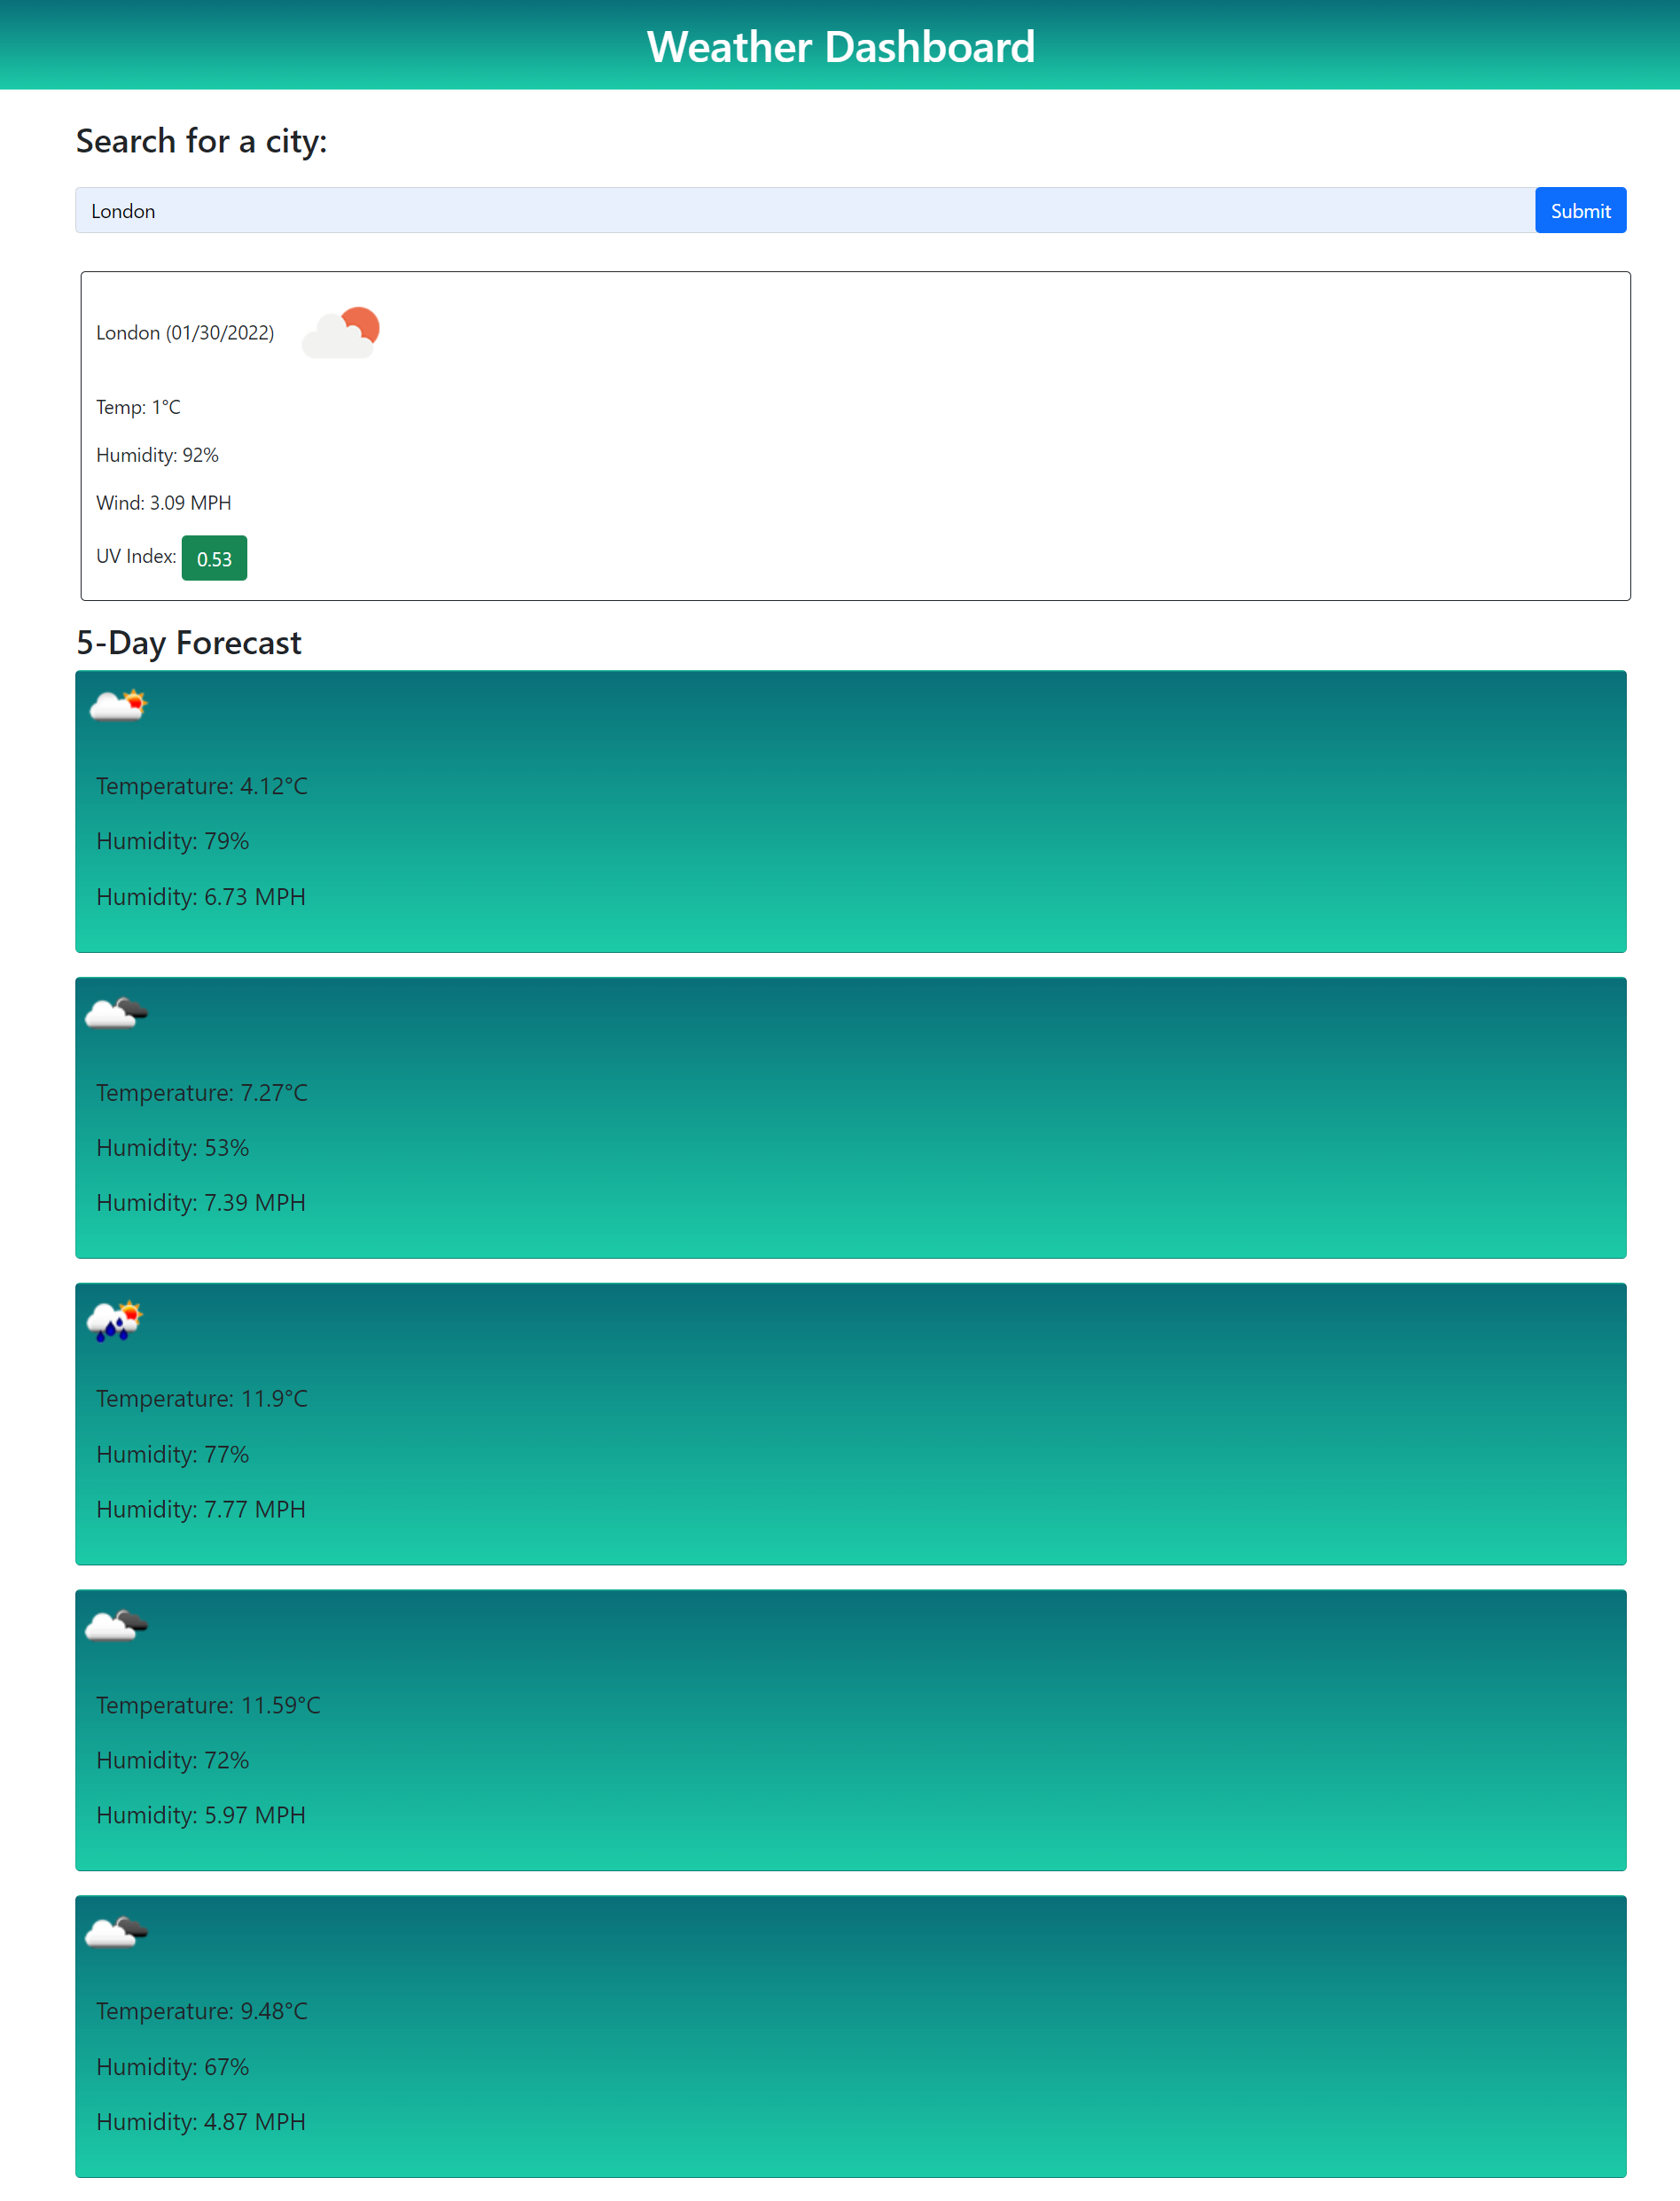 Weather Dashboard
Search for a city:
London
Submit
London (01/30/2022)
Temp: 1°C
Humidity: 92%
Wind: 3.09 MPH
UV Index: 0.53
5-Day Forecast
Temperature: 4.12°C
Humidity: 79%
Humidity: 6.73 MPH
Temperature: 7.27°C
Humidity: 53%
Humidity: 7.39 MPH
Temperature: 11.9°C
Humidity: 77%
Humidity: 7.77 MPH
Temperature: 11.59°C
Humidity: 72%
Humidity: 5.97 MPH
Temperature: 9.48°C
Humidity: 67%
Humidity: 4.87 MPH